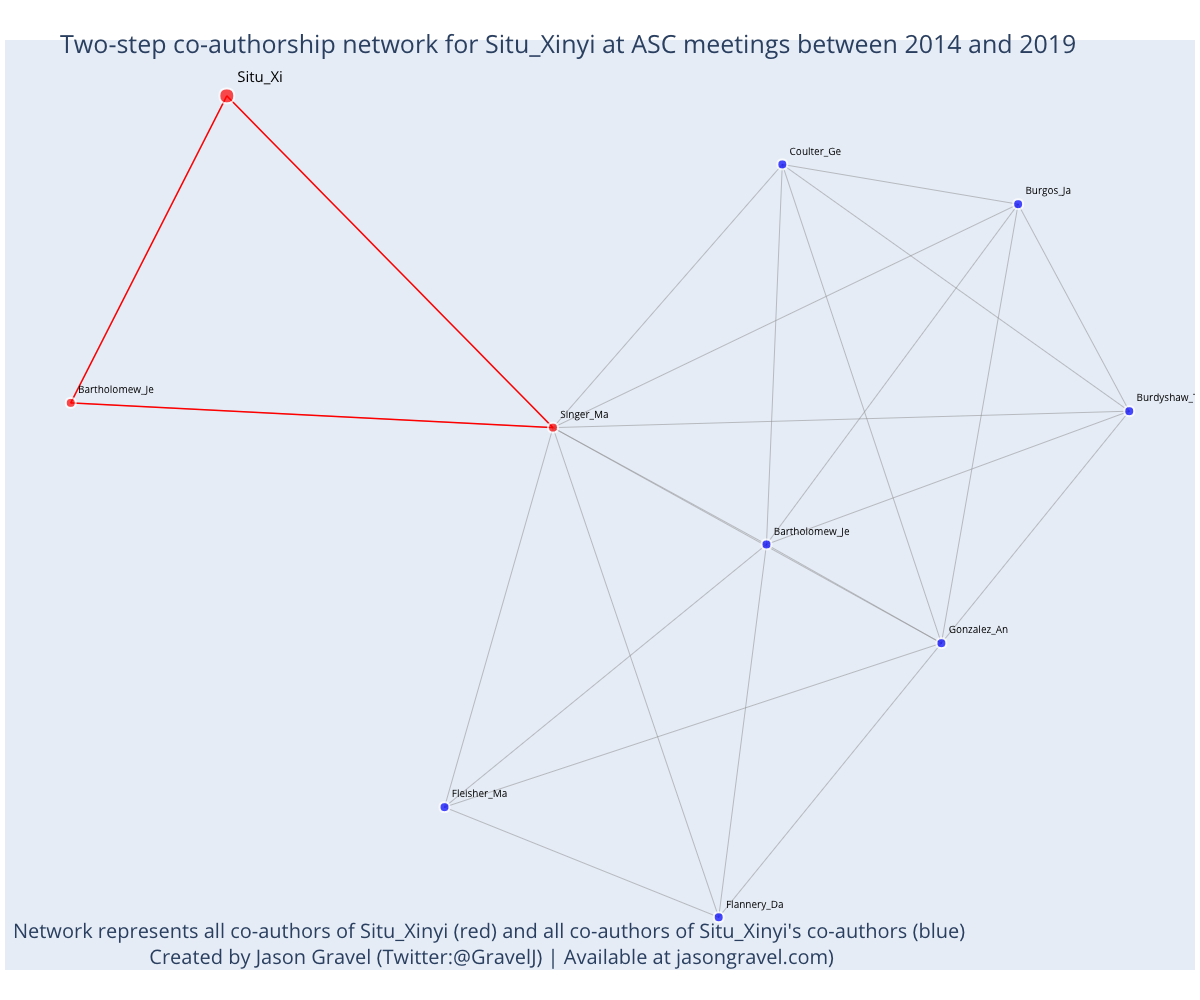 Two-step co-authorship network for Situ_Xinyi at ASC meetings between 2014 and 2019
Situ_Xi
Coulter_Ge
Burgos_Ja
Bartholomew_Je
Burdyshaw_T
Singer_Ma
Bartholomew_Je
Gonzalez_An
Fleisher_Ma
Flannery_Da
Network represents all co-authors of Situ_Xinyi (red) and all co-authors of Situ_Xinyi's co-authors (blue)
Created by Jason Gravel (Twitter:@GravelJ) | Available at jasongravel.com)